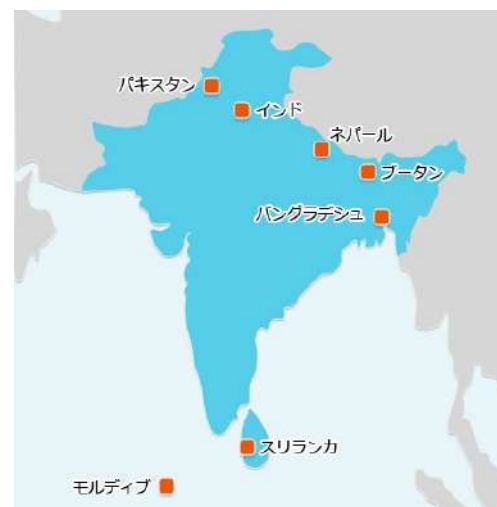 パキスタン
インド
ネパール
ブータン
バングラデシュ
スリランカ
モルディブ